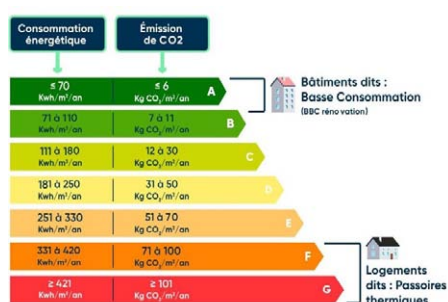 Consommation
énergétique
Émission
de CO2
≤ 70
Kwh/m²/an
≤ 6
Kg CO₂/m²/an
A
71 à 110
Kwh/m²/an
7 à 11
Kg CO₂/m²/an
B
111 à 180
Kwh/m²/an
12 à 30
Kg CO₂/m²/an
C
181 à 250
Kwh/m²/an
31 à 50
Kg CO₂/m²/an
D
251 à 330
Kwh/m²/an
51 à 70
Kg CO₂/m²/an
E
331 à 420
Kwh/m²/an
71 à 100
Kg CO₂/m²/an
F
≥ 421
Kwh/m²/an
≥ 101
Kg CO₂/m²/an
G
Bâtiments dits :
Basse Consommation
(BBC réno vation)
Logements
dits : Passoirez
thermiques